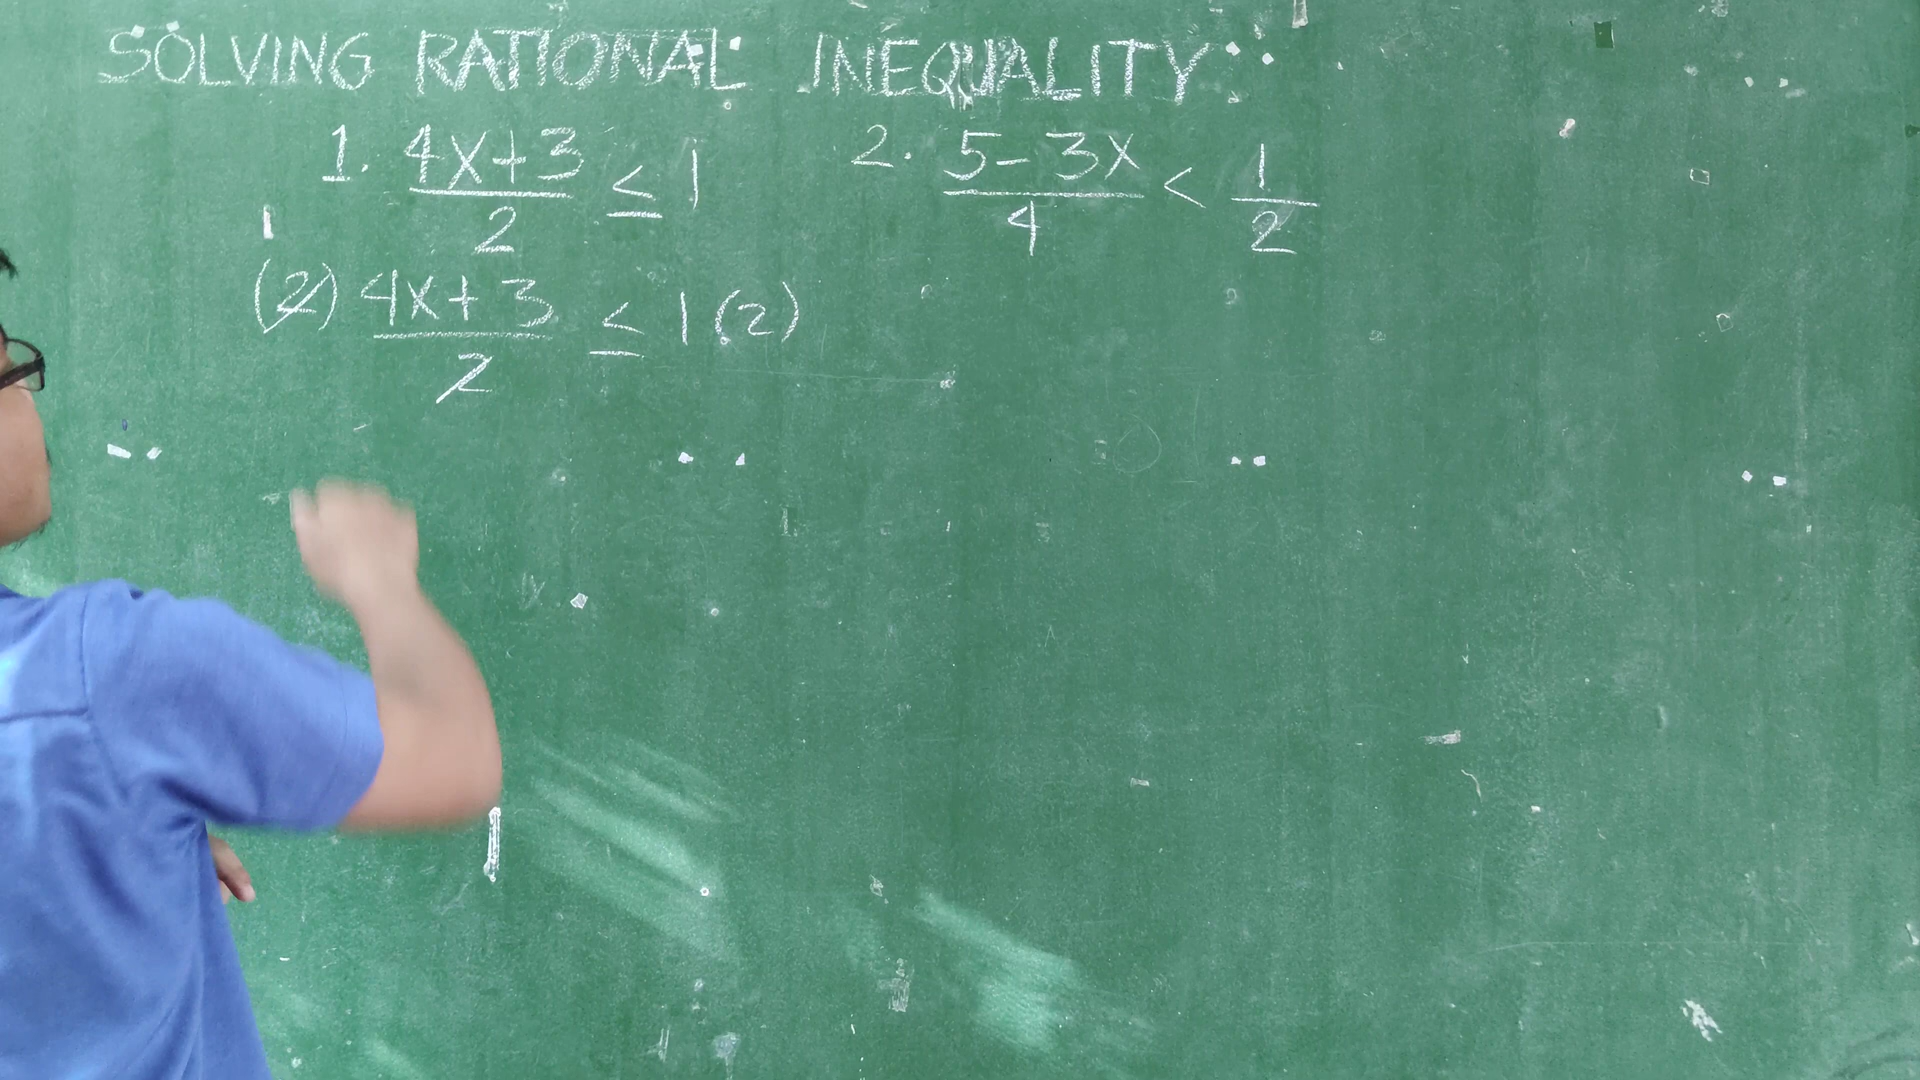 SOLVING RATIONAL INEQUALITY:
1. (4x+3)/2 ≤ 1
2. (5-3x)/4 < 1/2
(2) (4x+3)/2 ≤ 1 (2)